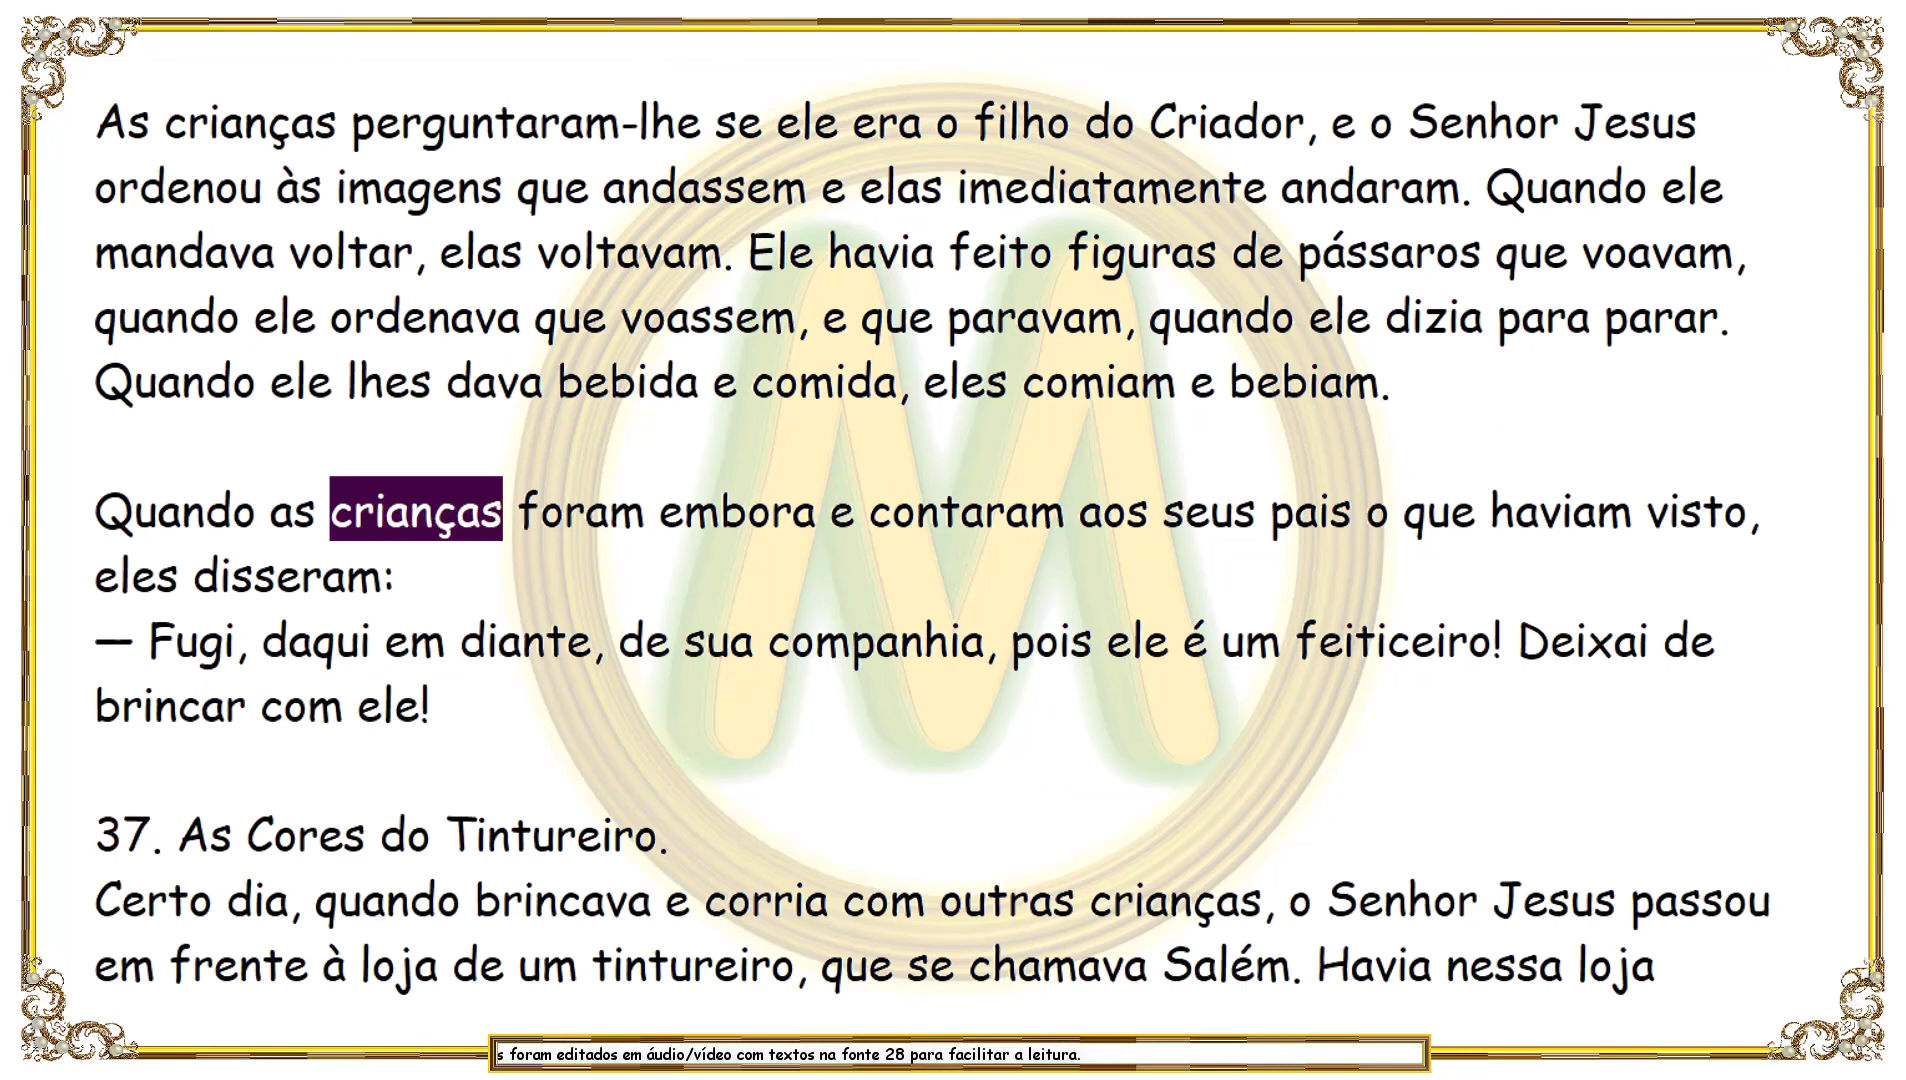 As crianças perguntaram-lhe se ele era o filho do Criador, e o Senhor Jesus
ordenou às imagens que andassem e elas imediatamente andaram. Quando ele
mandava voltar, elas voltavam. Ele havia feito figuras de pássaros que voavam,
quando ele ordenava que voassem, e que paravam, quando ele dizia para parar.
Quando ele lhes dava bebida e comida, eles comiam e bebiam.
Quando as crianças foram embora e contaram aos seus pais o que haviam visto,
eles disseram:
— Fugi, daqui em diante, de sua companhia, pois ele é um feiticeiro! Deixai de
brincar com ele!
37. As Cores do Tintureiro.
Certo dia, quando brincava e corria com outras crianças, o Senhor Jesus passou
em frente à loja de um tintureiro, que se chamava Salém. Havia nessa loja
s foram editados em áudio/vídeo com textos na fonte 28 para facilitar a leitura.
M